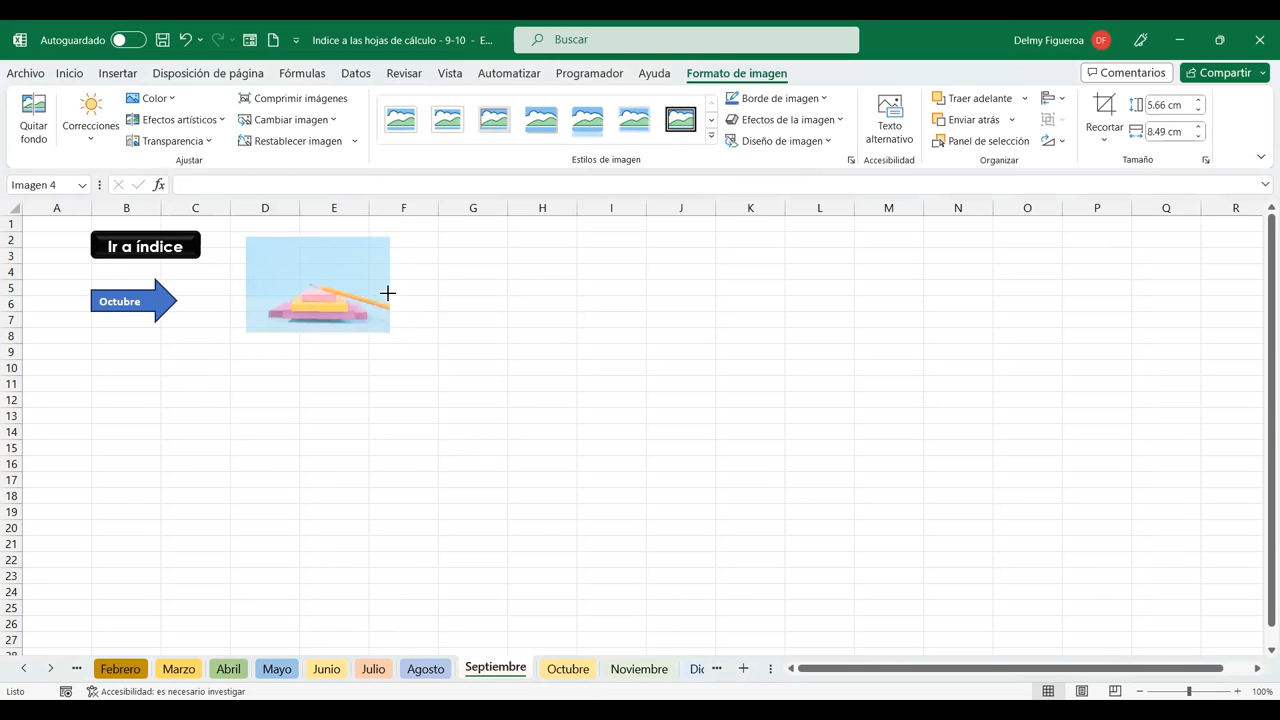 Autoguardado
Indice a las hojas de cálculo - 9-10 - E...
Buscar
Delmy Figueroa
DF
Archivo Inicio Insertar Disposición de página Fórmulas Datos Revisar Vista Automatizar Programador Ayuda Formato de imagen
Comentarios
Compartir
Quitar fondo
Correcciones
Color
Efectos artísticos
Transparencia
Comprimir imágenes
Cambiar imagen
Restablecer imagen
Ajustar
Estilos de imagen
Borde de imagen
Efectos de la imagen
Diseño de imagen
Texto alternativo
Accesibilidad
Traer adelante
Enviar atrás
Panel de selección
Organizar
Recortar
5.66 cm
8.49 cm
Tamaño
Imagen 4
fx
A B C D E F G H I J K L M N O P Q R
1
2
3
4
5
6
7
8
9
10
11
12
13
14
15
16
17
18
19
20
21
22
23
24
25
26
27
28
Ir a índice
Octubre
Febrero Marzo Abril Mayo Junio Julio Agosto Septiembre Octubre Noviembre Dic
Listo
Accesibilidad: es necesario investigar
100%